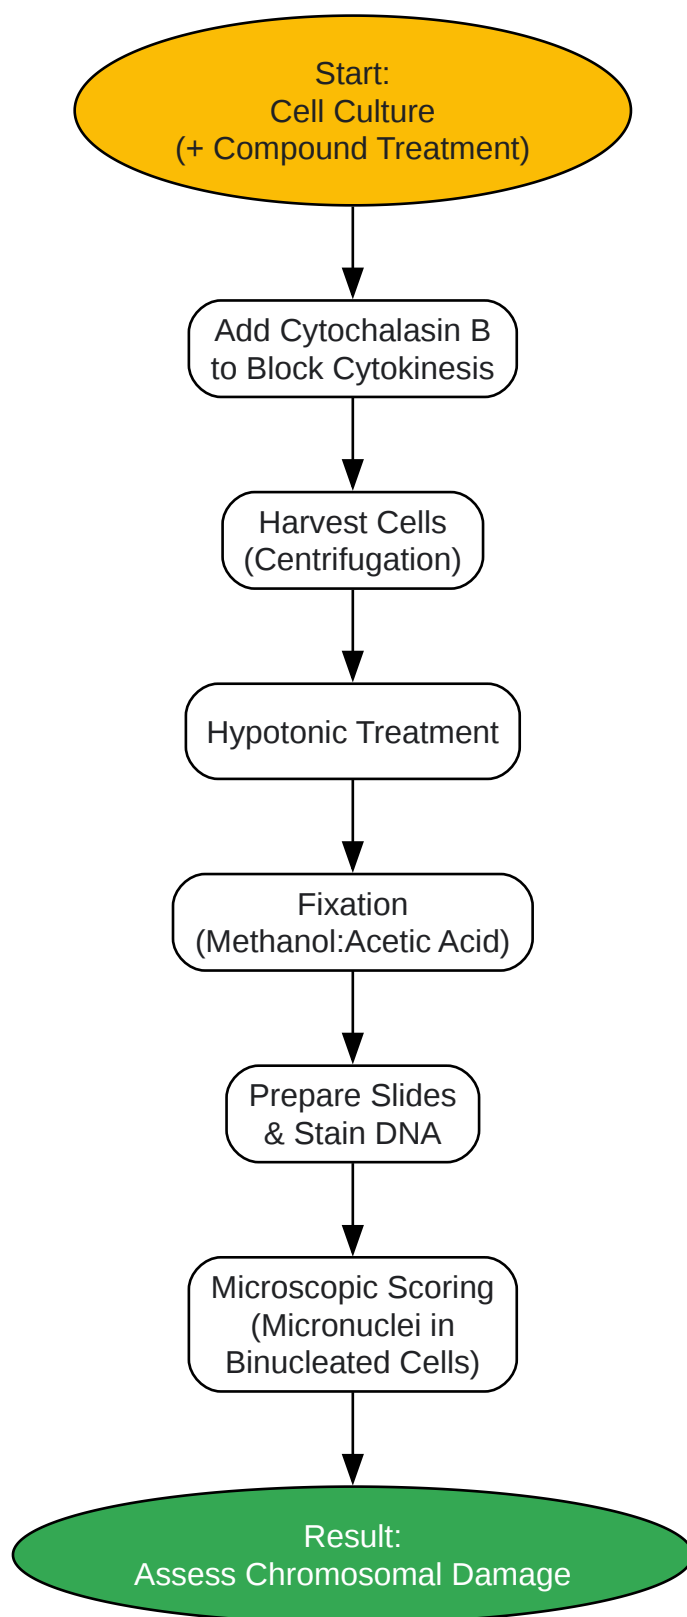 Start:
Cell Culture
(+ Compound Treatment)
Add Cytochalasin B
to Block Cytokinesis
Harvest Cells
(Centrifugation)
Hypotonic Treatment
Fixation
(Methanol:Acetic Acid)
Prepare Slides
& Stain DNA
Microscopic Scoring
(Micronuclei in
Binucleated Cells)
Result:
Assess Chromosomal Damage